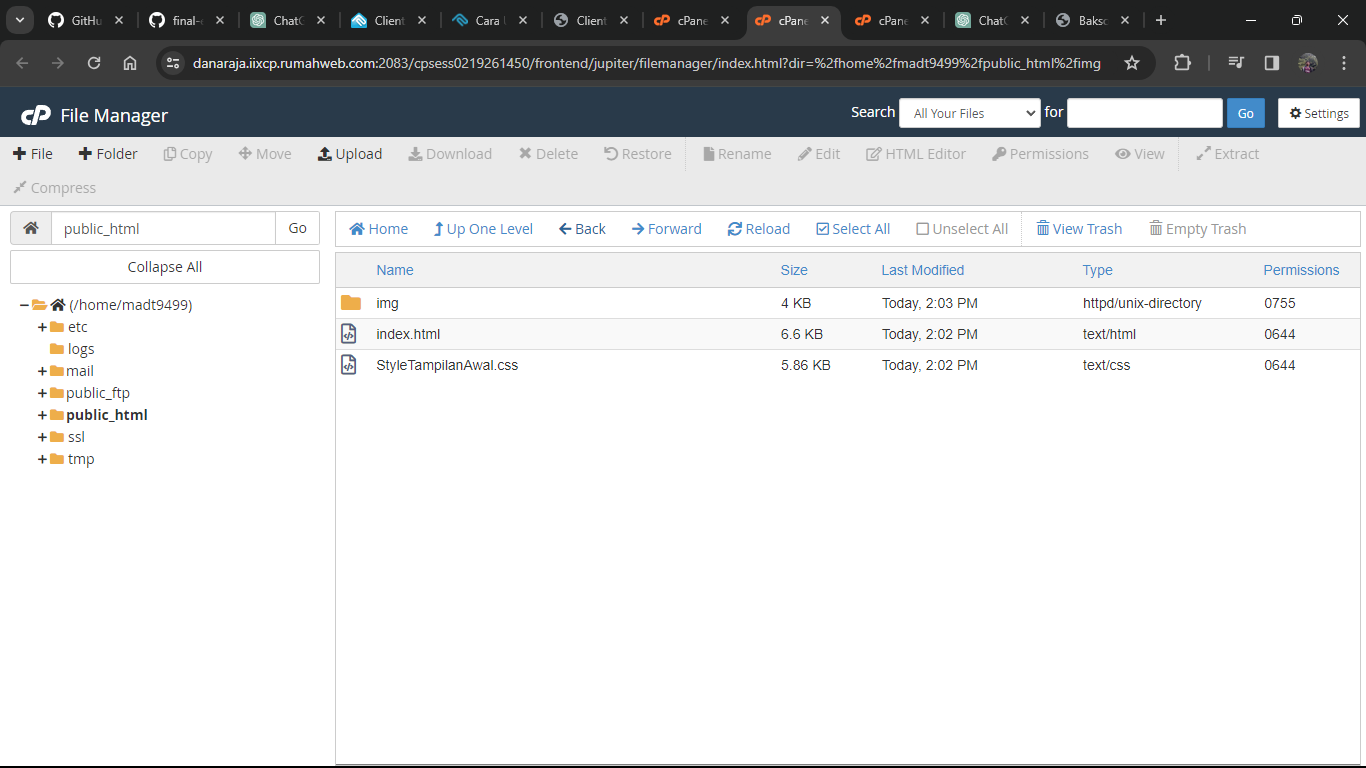 GitHu
final-
ChatG
Client
Cara
Client
cPane
cPane
cPane
ChatG
Bakso
danaraja.iixcp.rumahweb.com:2083/cpsess0219261450/frontend/jupiter/filemanager/index.html?dir=%2fhome%2fmadt9499%2fpublic_html%2fimg
cP File Manager
Search All Your Files for Go Settings
File Folder Copy Move Upload Download Delete Restore Rename Edit HTML Editor Permissions View Extract
Compress
public_html Go
Home Up One Level Back Forward Reload Select All Unselect All View Trash Empty Trash
Collapse All
(/home/madt9499)
etc
logs
mail
public_ftp
public_html
ssl
tmp
Name Size Last Modified Type Permissions
img 4 KB Today, 2:03 PM httpd/unix-directory 0755
index.html 6.6 KB Today, 2:02 PM text/html 0644
StyleTampilanAwal.css 5.86 KB Today, 2:02 PM text/css 0644